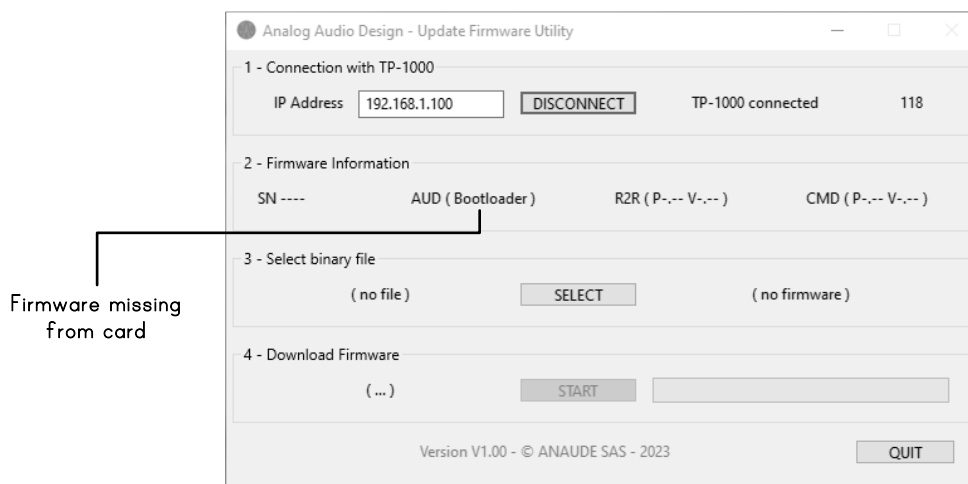 Analog Audio Design - Update Firmware Utility
1 - Connection with TP-1000
IP Address 192.168.1.100 DISCONNECT TP-1000 connected 118
2 - Firmware Information
SN ---- AUD ( Bootloader ) R2R ( P-.-- V-.-- ) CMD ( P-.-- V-.-- )
3 - Select binary file
( no file ) SELECT ( no firmware )
Firmware missing
from card
4 - Download Firmware
( ... ) START
Version V1.00 - © ANAUDE SAS - 2023 QUIT